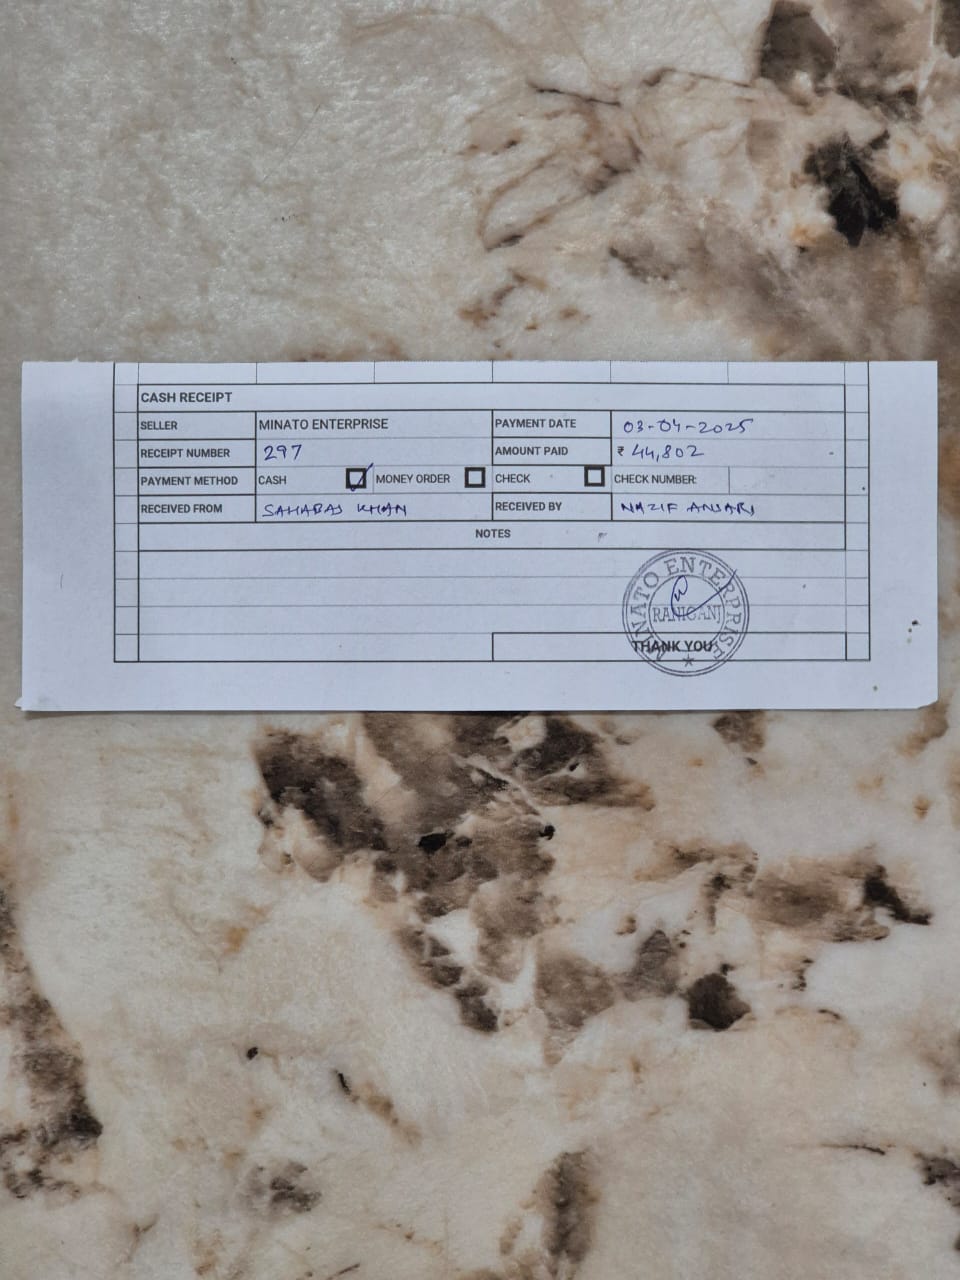 CASH RECEIPT
SELLER MINATO ENTERPRISE PAYMENT DATE 03-04-2025
RECEIPT NUMBER 297 AMOUNT PAID ₹ 44,802
PAYMENT METHOD CASH MONEY ORDER CHECK CHECK NUMBER:
RECEIVED FROM SAHABAJ KHAN RECEIVED BY NAZIF ANSARI
NOTES
MINATO ENTERPRISE
RANIGANJ
THANK YOU